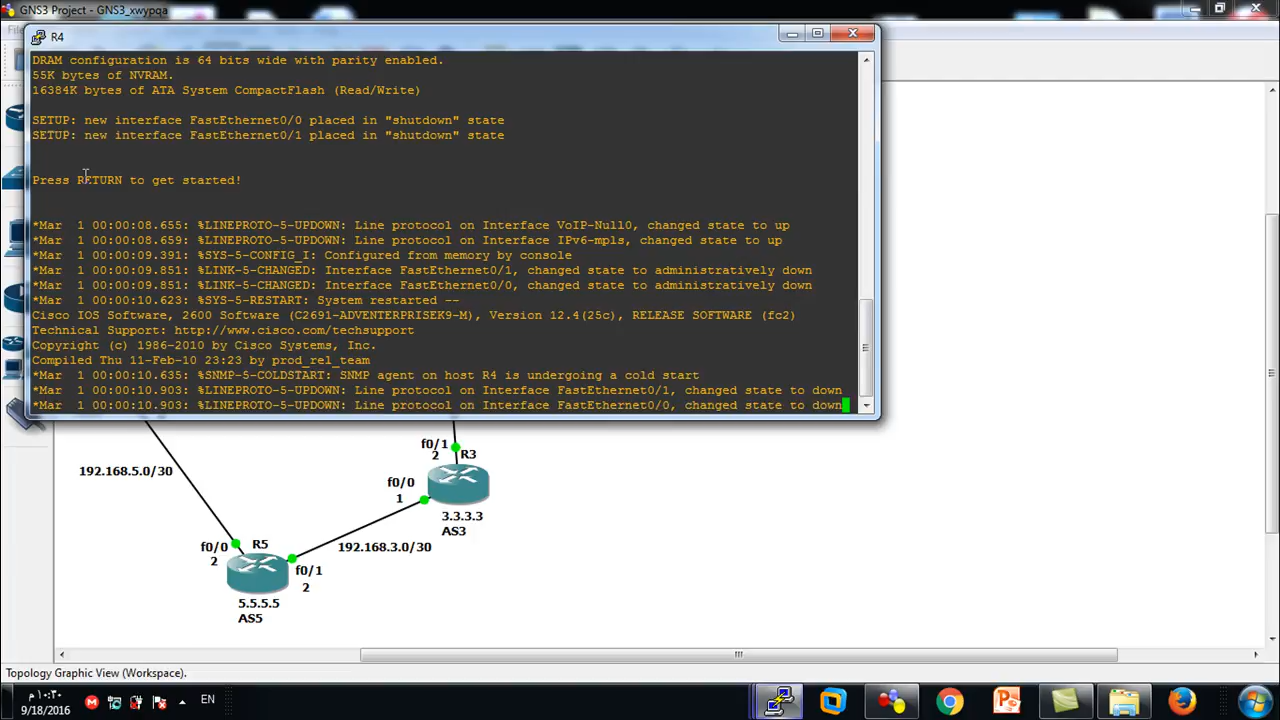 GNS3 Project - GNS3_xwypqa
R4
DRAM configuration is 64 bits wide with parity enabled.
55K bytes of NVRAM.
16384K bytes of ATA System CompactFlash (Read/Write)
SETUP: new interface FastEthernet0/0 placed in "shutdown" state
SETUP: new interface FastEthernet0/1 placed in "shutdown" state
Press RETURN to get started!
*Mar  1 00:00:08.655: %LINEPROTO-5-UPDOWN: Line protocol on Interface VoIP-Null0, changed state to up
*Mar  1 00:00:08.659: %LINEPROTO-5-UPDOWN: Line protocol on Interface IPv6-mpls, changed state to up
*Mar  1 00:00:09.391: %SYS-5-CONFIG_I: Configured from memory by console
*Mar  1 00:00:09.851: %LINK-5-CHANGED: Interface FastEthernet0/1, changed state to administratively down
*Mar  1 00:00:09.851: %LINK-5-CHANGED: Interface FastEthernet0/0, changed state to administratively down
*Mar  1 00:00:10.623: %SYS-5-RESTART: System restarted --
Cisco IOS Software, 2600 Software (C2691-ADVENTERPRISEK9-M), Version 12.4(25c), RELEASE SOFTWARE (fc2)
Technical Support: http://www.cisco.com/techsupport
Copyright (c) 1986-2010 by Cisco Systems, Inc.
Compiled Thu 11-Feb-10 23:23 by prod_rel_team
*Mar  1 00:00:10.635: %SNMP-5-COLDSTART: SNMP agent on host R4 is undergoing a cold start
*Mar  1 00:00:10.903: %LINEPROTO-5-UPDOWN: Line protocol on Interface FastEthernet0/1, changed state to down
*Mar  1 00:00:10.903: %LINEPROTO-5-UPDOWN: Line protocol on Interface FastEthernet0/0, changed state to down
f0/1
2
R3
192.168.5.0/30
f0/0
1
3.3.3.3
AS3
f0/0
2
R5
192.168.3.0/30
f0/1
2
5.5.5.5
AS5
Topology Graphic View (Workspace).
١٠:٣٠ م
9/18/2016
EN